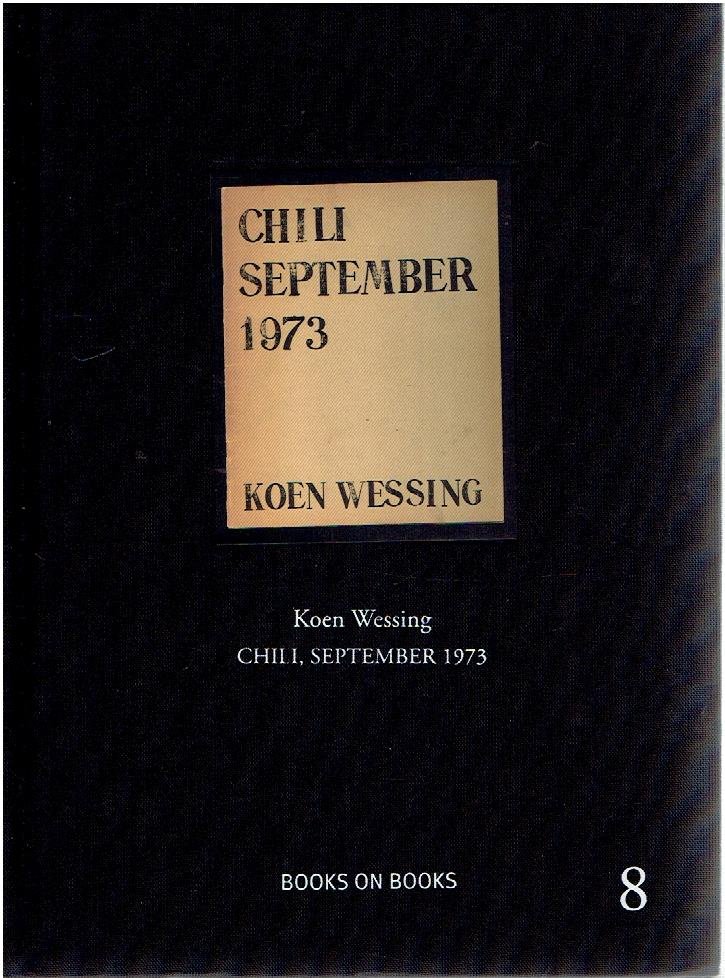 CHILI
SEPTEMBER
1973
KOEN WESSING
Koen Wessing
CHILI, SEPTEMBER 1973
BOOKS ON BOOKS
8